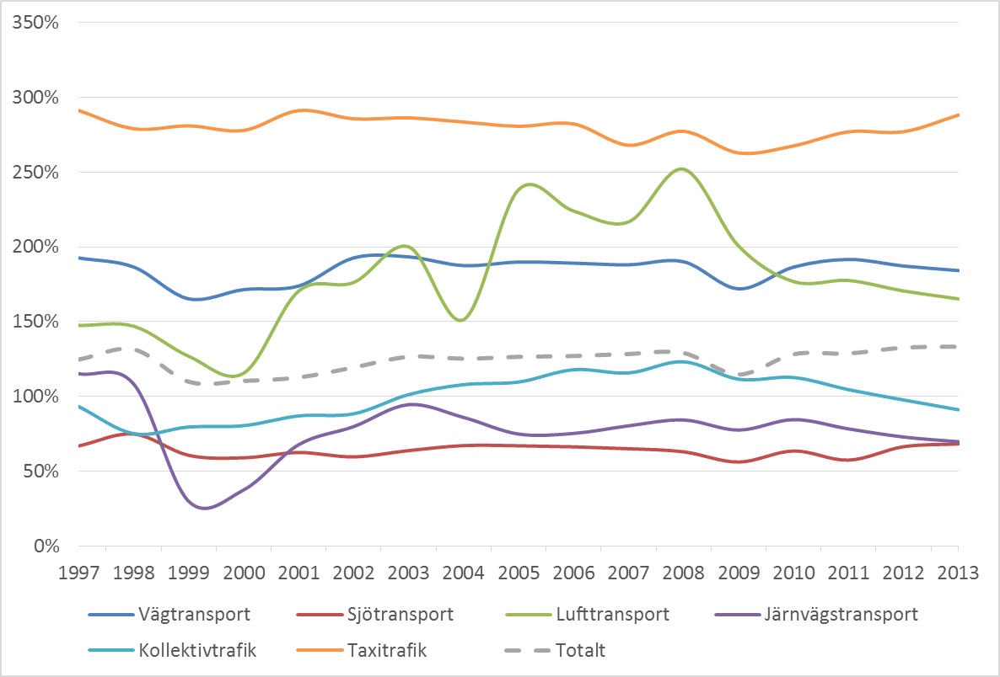 350%
300%
250%
200%
150%
100%
50%
0%
1997 1998 1999 2000 2001 2002 2003 2004 2005 2006 2007 2008 2009 2010 2011 2012 2013
Vägtransport Sjötransport Lufttransport Järnvägstransport
Kollektivtrafik Taxitrafik Totalt